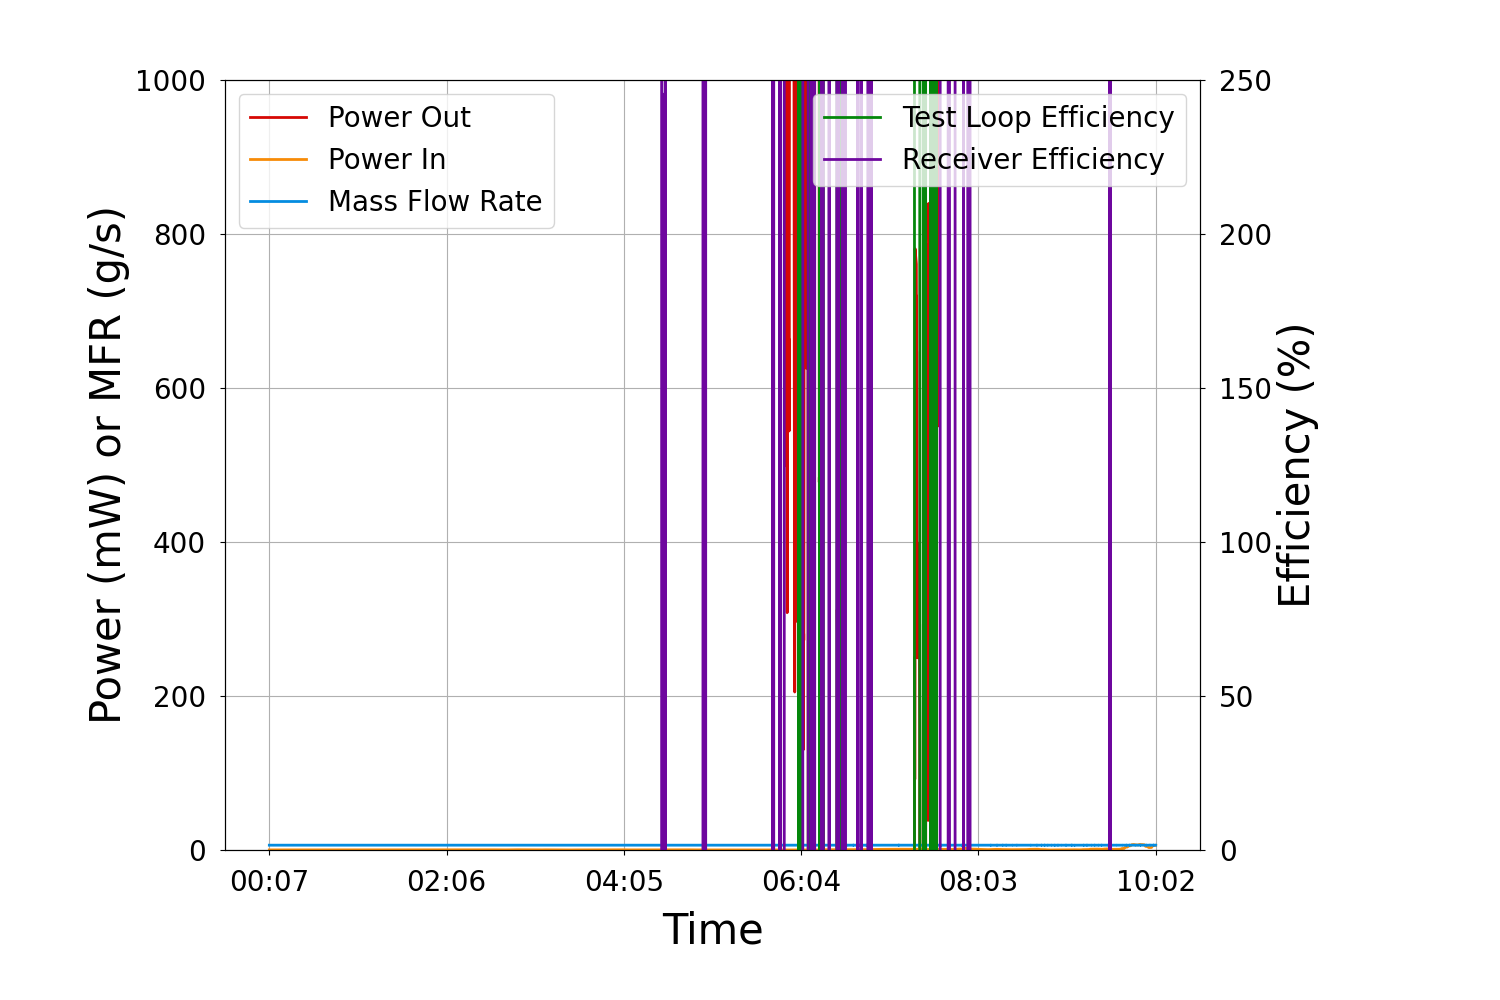 Power Out
Power In
Mass Flow Rate
Test Loop Efficiency
Receiver Efficiency
Power (mW) or MFR (g/s)
1000
800
600
400
200
0
250
200
150
100
50
0
Efficiency (%)
00:07 02:06 04:05 06:04 08:03 10:02
Time